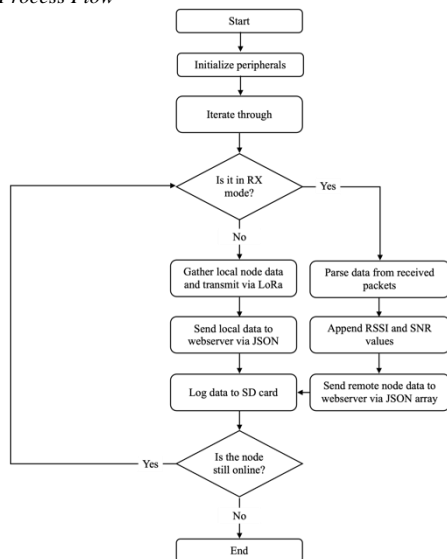 Process Flow
Start
Initialize peripherals
Iterate through
Is it in RX
mode?
Yes
No
Gather local node data
and transmit via LoRa
Parse data from received
packets
Send local data to
webserver via JSON
Append RSSI and SNR
values
Log data to SD card
Send remote node data to
webserver via JSON array
Is the node
still online?
Yes
No
End